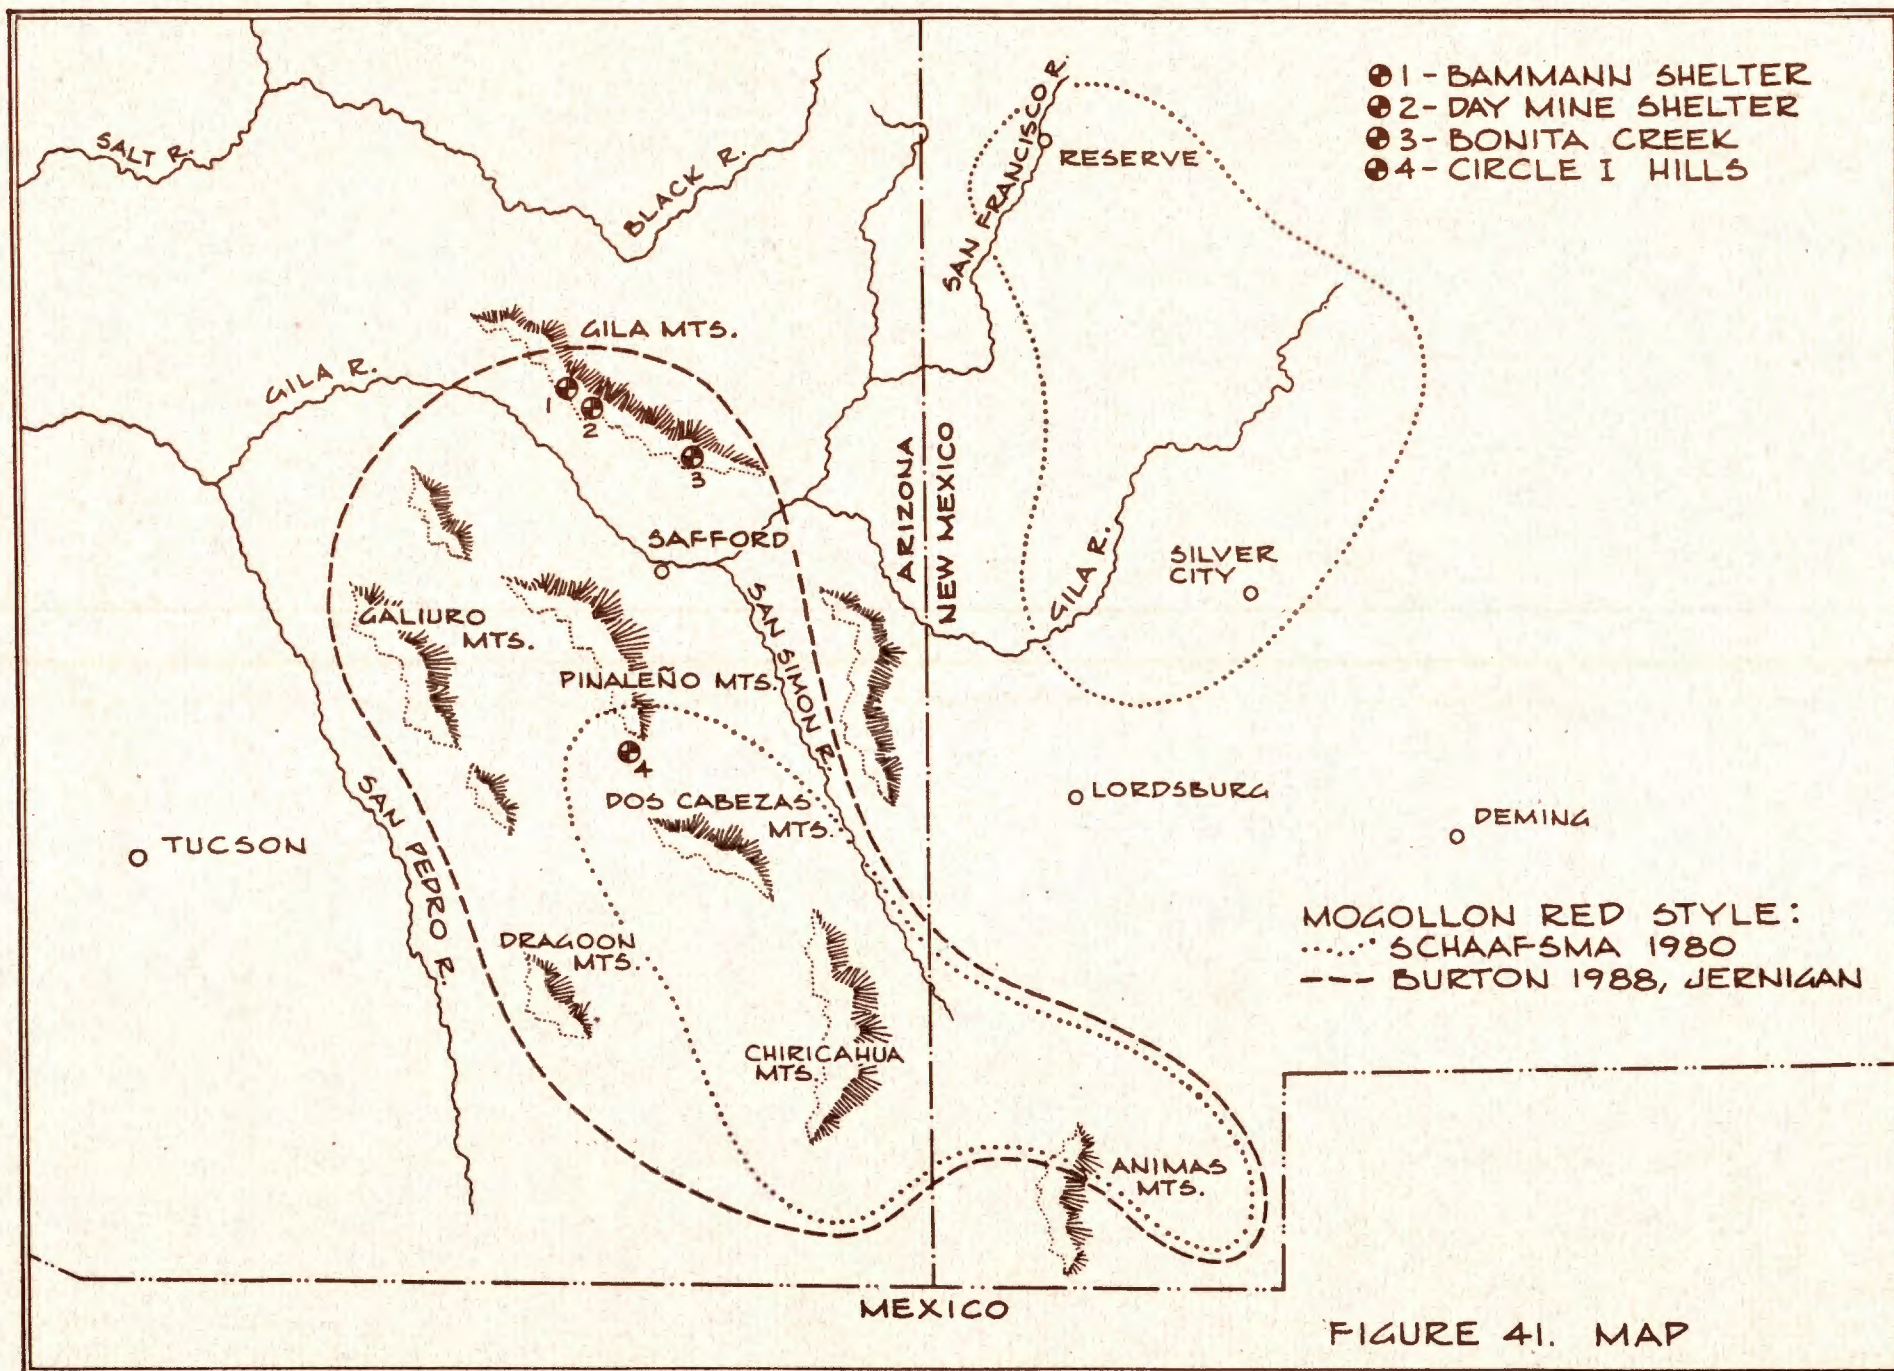 1 - BAMMANN SHELTER
2 - DAY MINE SHELTER
3 - BONITA CREEK
4 - CIRCLE I HILLS
SALT R.
BLACK R.
SAN FRANCISCO R.
RESERVE
GILA MTS.
GILA R.
1
2
3
ARIZONA
NEW MEXICO
SAFFORD
SILVER
CITY
GILA R.
GALIURO
MTS.
SAN SIMON R.
PINALEÑO MTS.
4
DOS CABEZAS
MTS.
LORDSBURG
DEMING
TUCSON
SAN PEDRO R.
MOGOLLON RED STYLE:
SCHAAFSMA 1980
BURTON 1988, JERNIGAN
DRAGOON
MTS.
CHIRICAHUA
MTS.
ANIMAS
MTS.
MEXICO
FIGURE 41. MAP